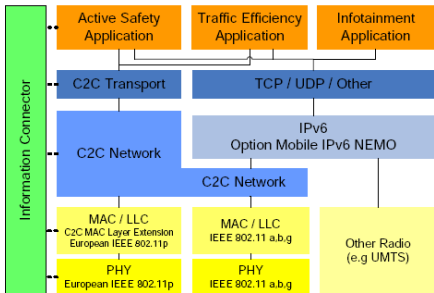 Information Connector
Active Safety
Application
Traffic Efficiency
Application
Infotainment
Application
C2C Transport
TCP / UDP / Other
IPv6
Option Mobile IPv6 NEMO
C2C Network
C2C Network
MAC / LLC
C2C MAC Layer Extension
European IEEE 802.11p
MAC / LLC
IEEE 802.11 a,b,g
Other Radio
(e.g UMTS)
PHY
European IEEE 802.11p
PHY
IEEE 802.11 a,b,g